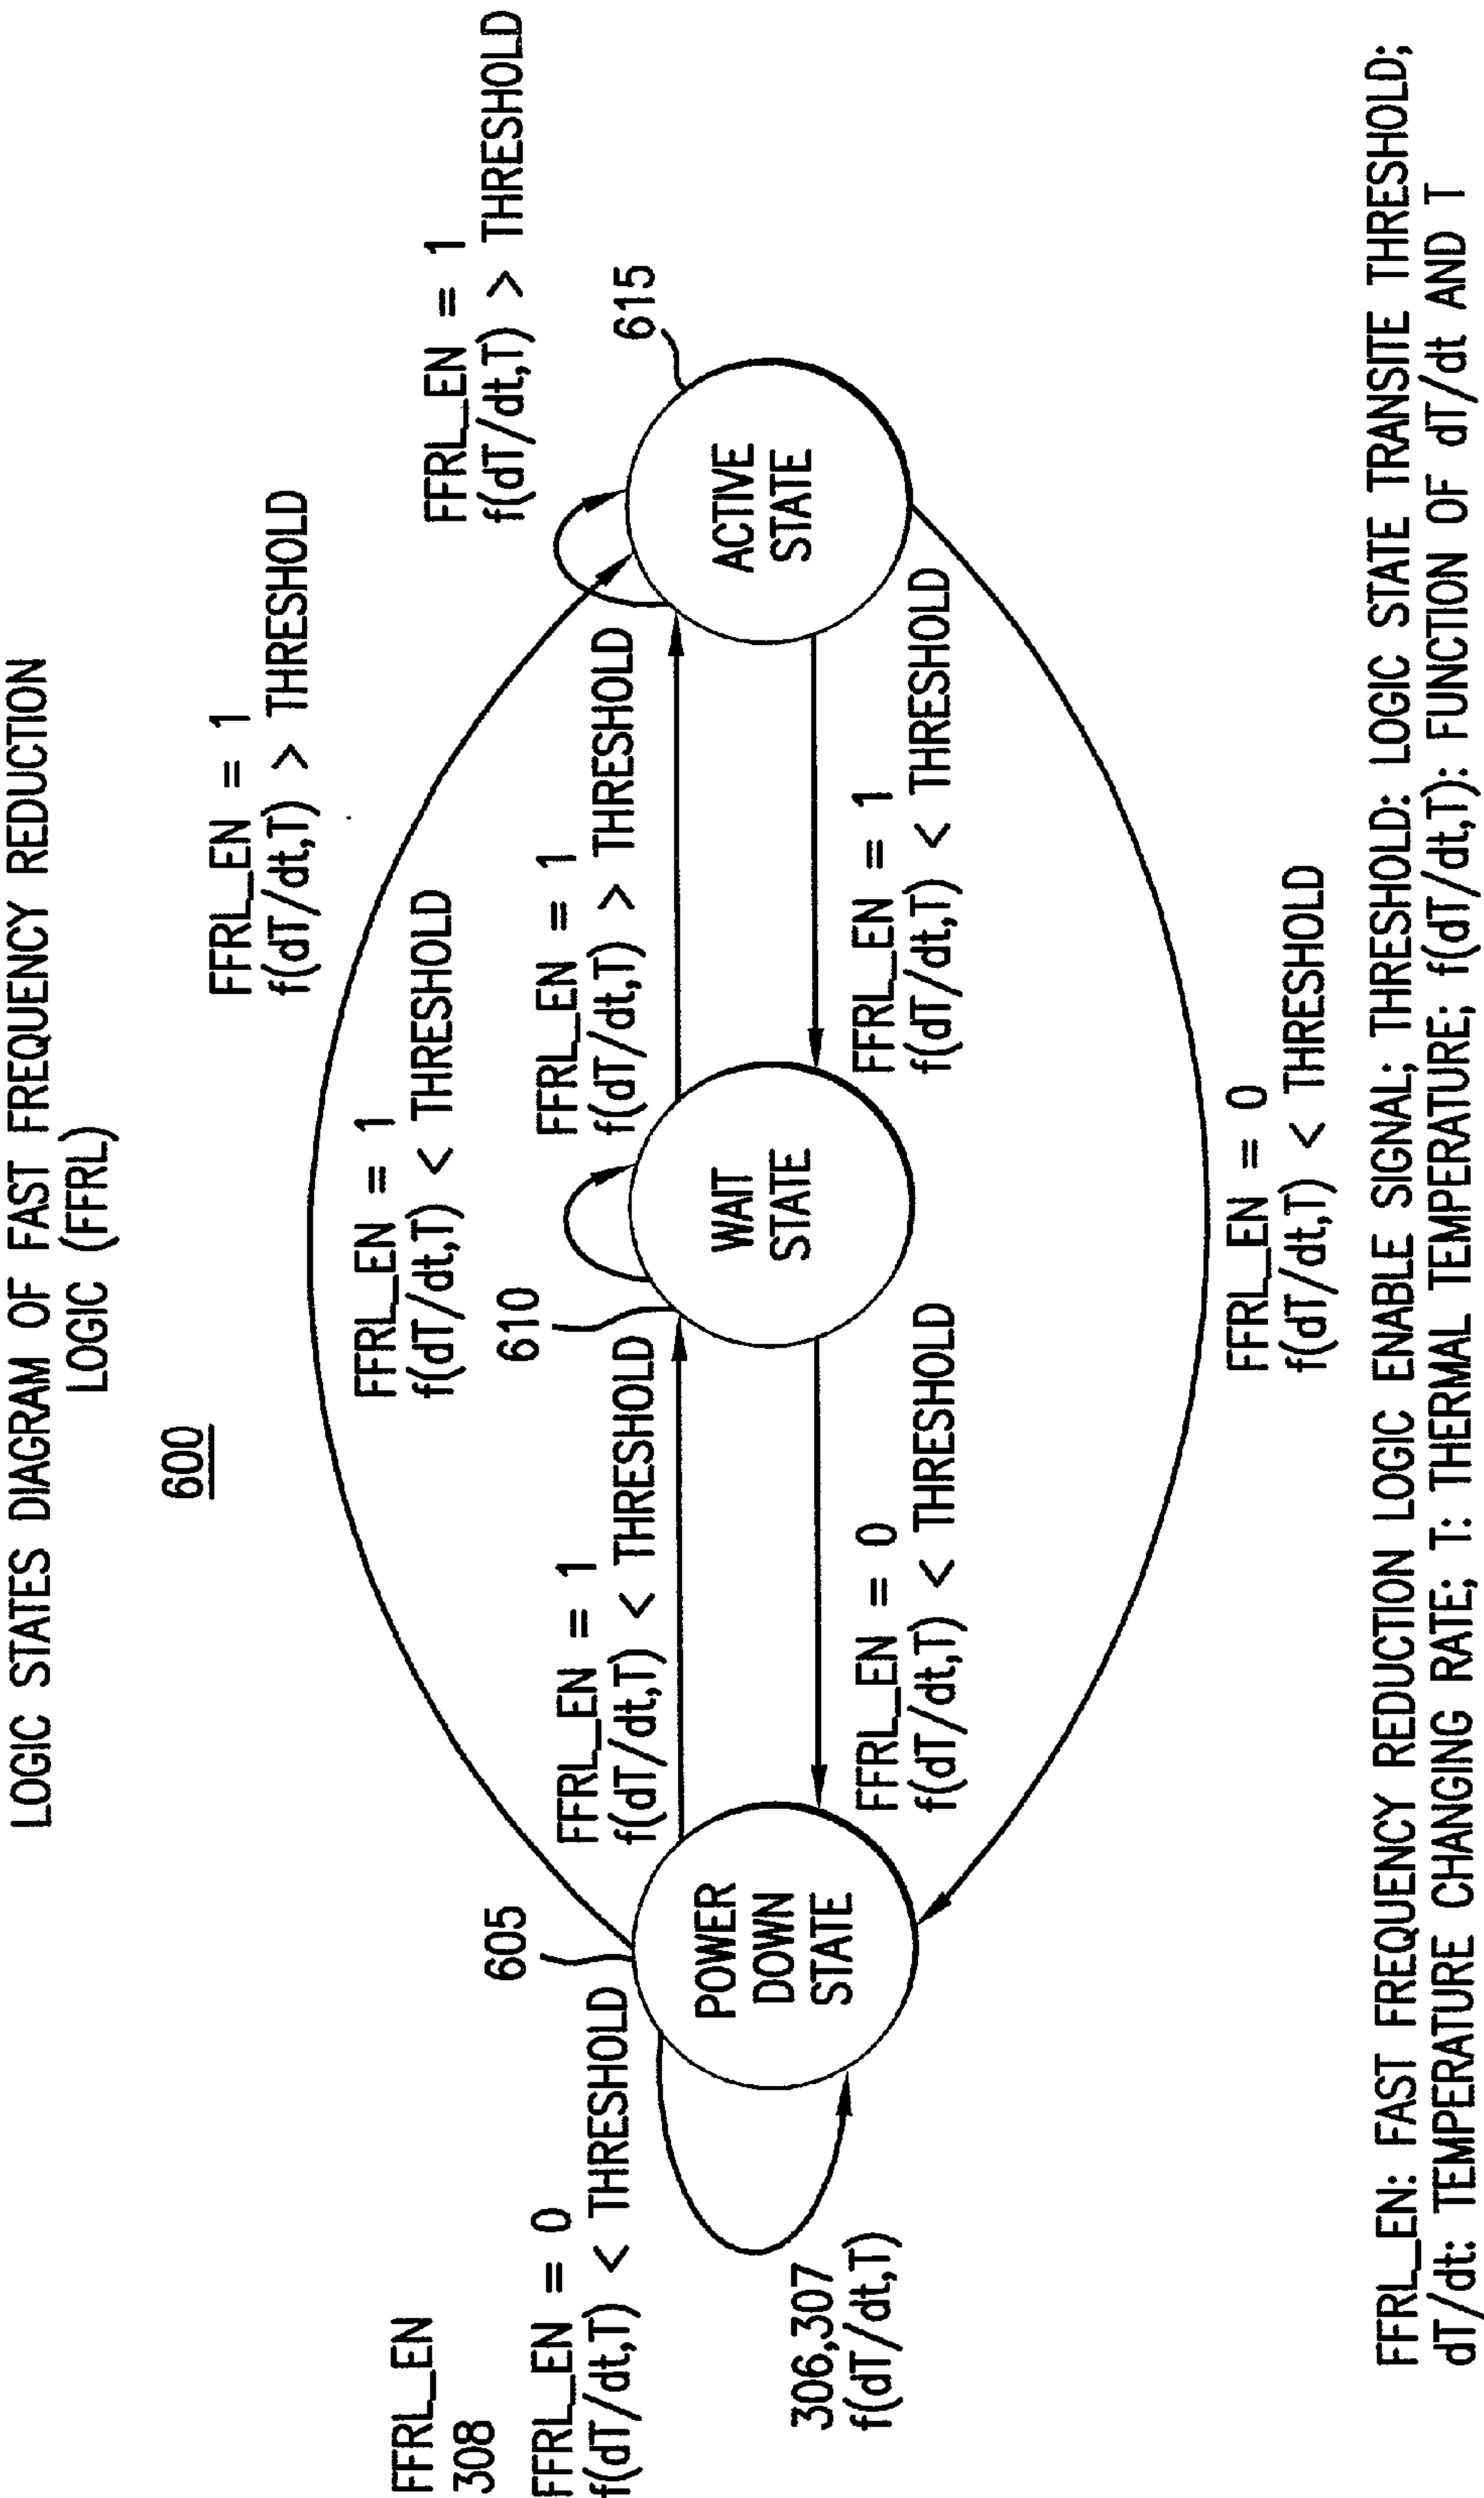 LOGIC STATES DIAGRAM OF FAST FREQUENCY REDUCTION
LOGIC (FFRL)
600
FFRL_EN = 1
f(dT/dt,T) > THRESHOLD
FFRL_EN = 1
f(dT/dt,T) < THRESHOLD
FFRL_EN
308
FFRL_EN = 1
f(dT/dt,T) > THRESHOLD
605
610
FFRL_EN = 0
f(dT/dt,T) < THRESHOLD
FFRL_EN = 1
f(dT/dt,T) < THRESHOLD
FFRL_EN = 1
f(dT/dt,T) > THRESHOLD
615
POWER
DOWN
STATE
WAIT
STATE
ACTIVE
STATE
306,307
f(dT/dt,T)
FFRL_EN = 0
f(dT/dt,T) < THRESHOLD
FFRL_EN = 1
f(dT/dt,T) < THRESHOLD
FFRL_EN = 0
f(dT/dt,T) < THRESHOLD
FFRL_EN: FAST FREQUENCY REDUCTION LOGIC ENABLE SIGNAL; THRESHOLD: LOGIC STATE TRANSITE THRESHOLD;
dT/dt: TEMPERATURE CHANGING RATE; T: THERMAL TEMPERATURE; f(dT/dt,T): FUNCTION OF dT/dt AND T